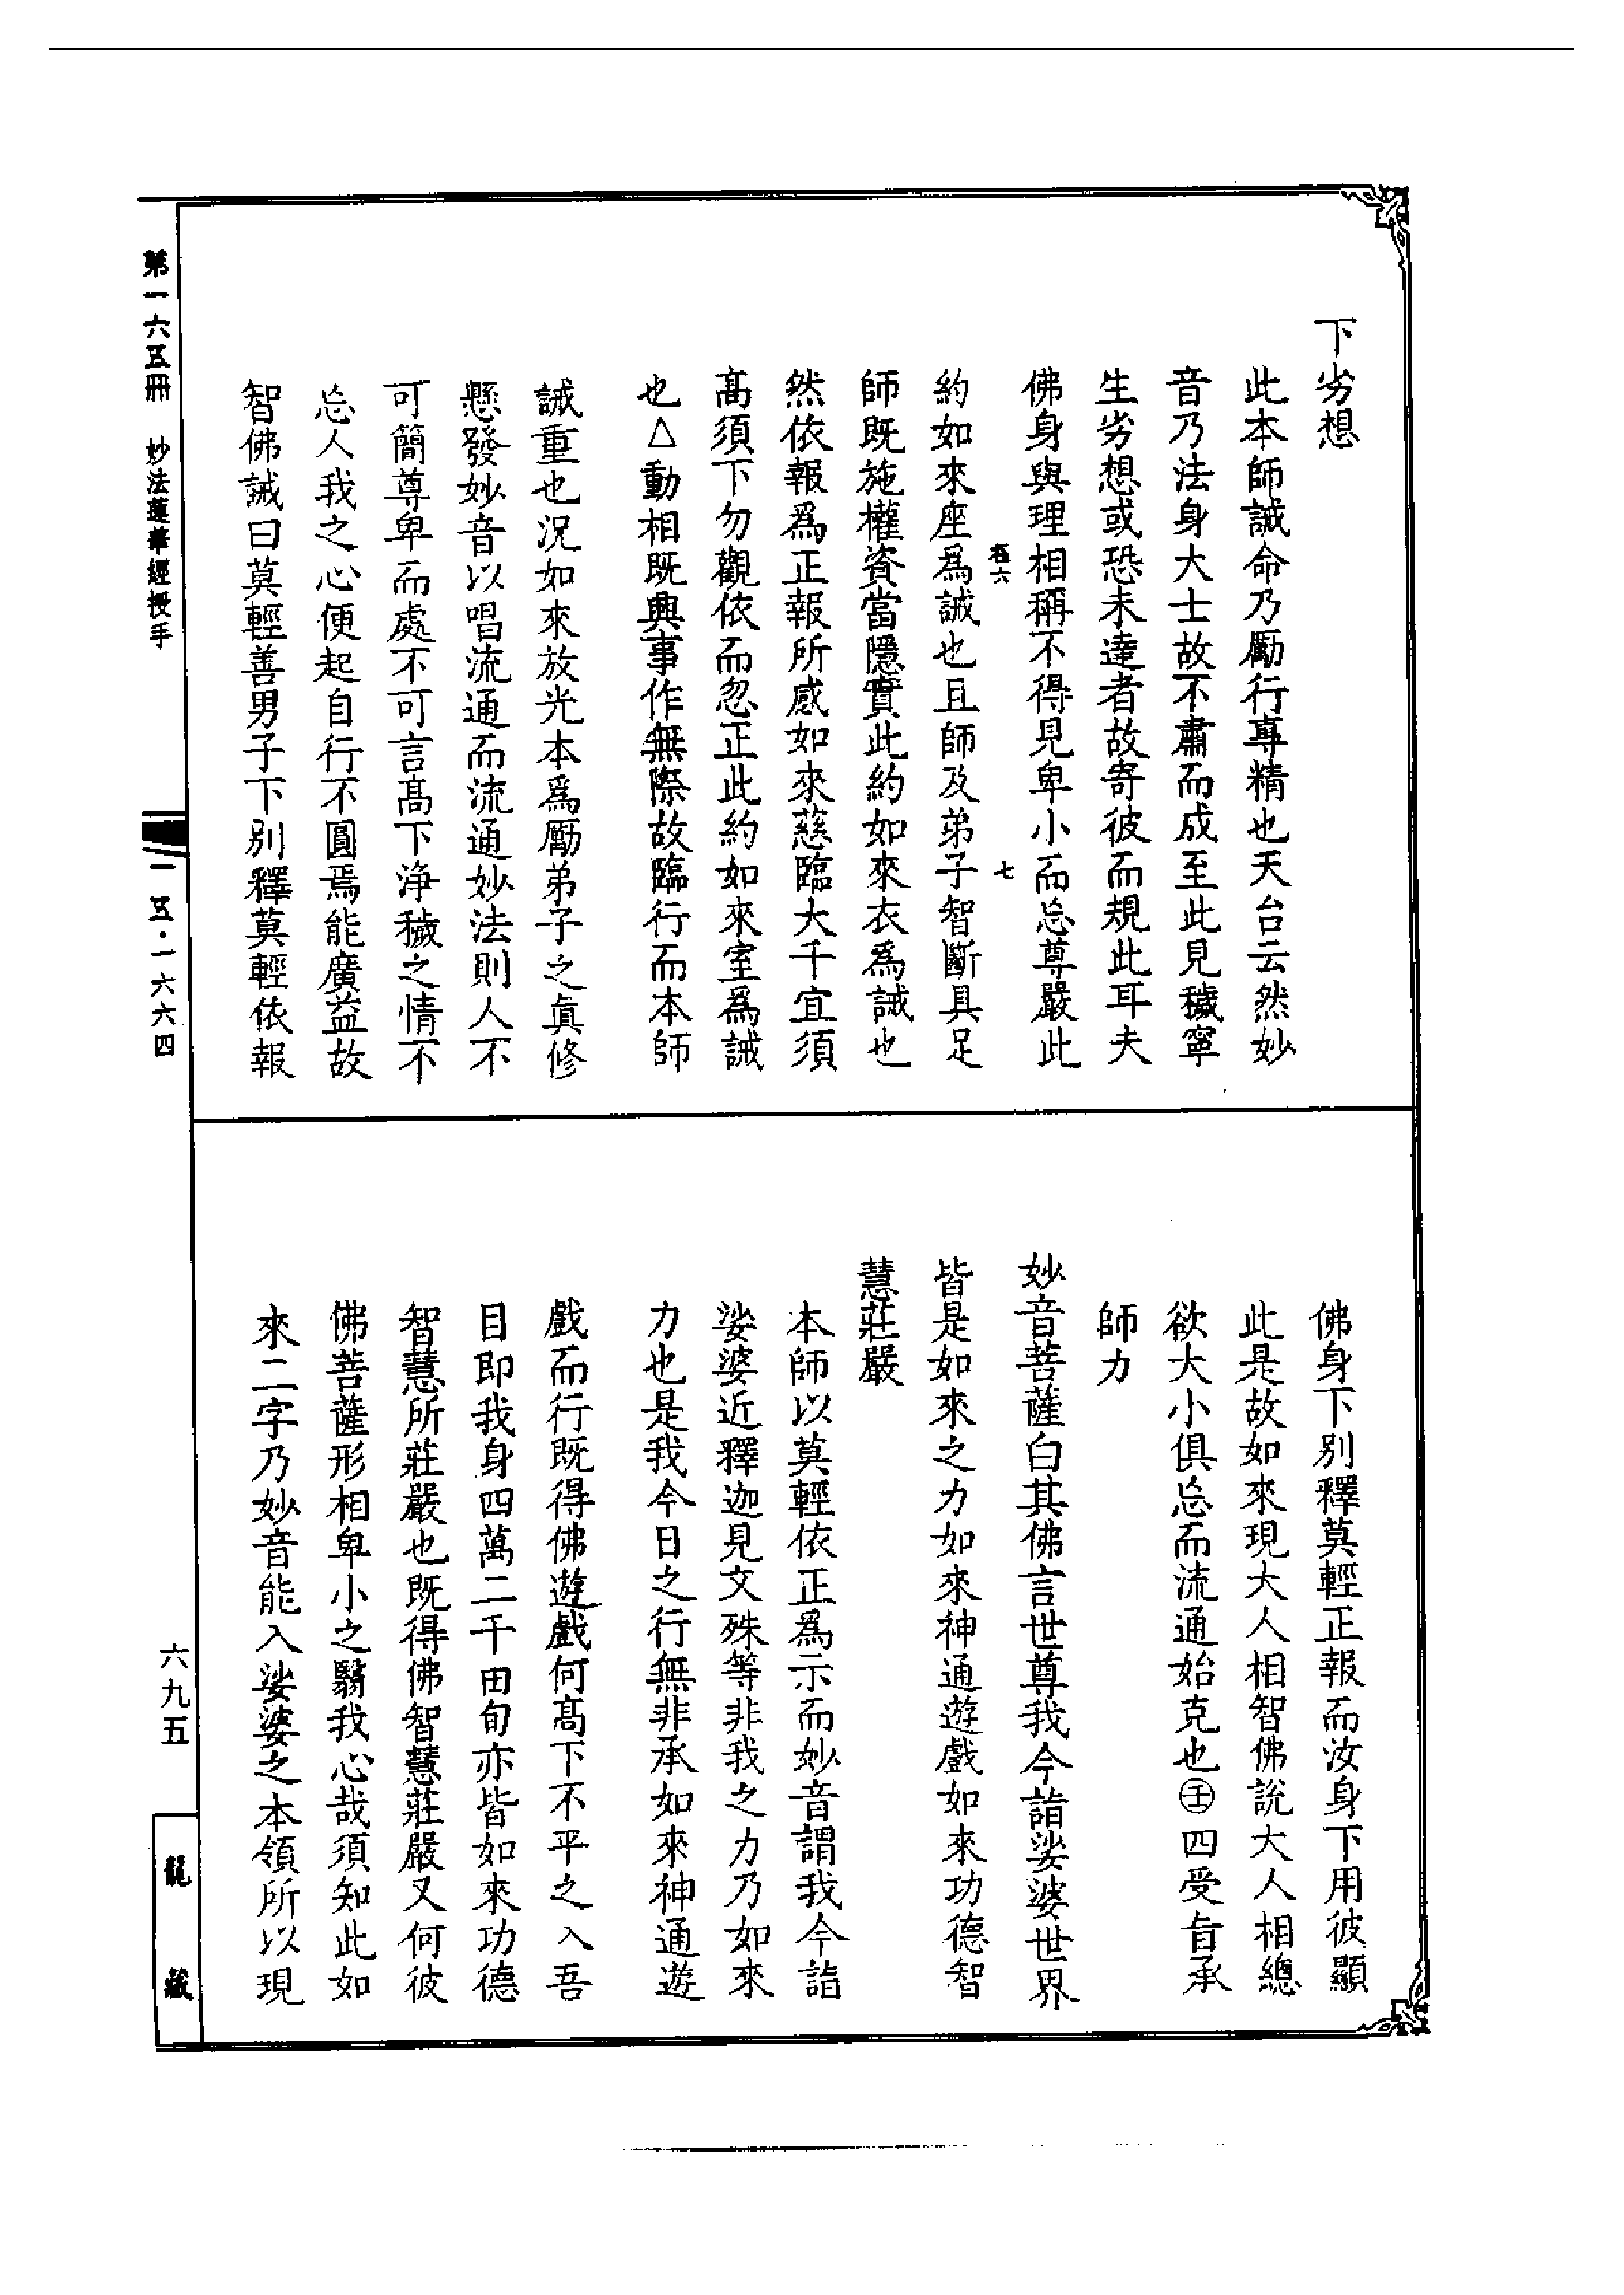 下劣想
此本師誡命乃勵行專精也天台云然妙
音乃法身大士故不肅而成至此見穢寧
生劣想或恐未達者故寄彼而規此耳夫
佛身與理相稱不得見卑小而忘尊嚴此
六 七
約如來座爲誡也且師及弟子智斷具足
師既施權資當隱實此約如來衣爲誡也
然依報爲正報所感如來慈臨大千宜須
高須下勿觀依而忽正此約如來室爲誡
也△動相既興事作無際故臨行而本師
誡重也況如來放光本爲勵弟子之眞修
懸發妙音以唱流通而流通妙法則人不
可簡尊卑而處不可言高下淨穢之情不
忘人我之心便起自行不圓焉能廣益故
智佛誡曰莫輕善男子下別釋莫輕依報
佛身下別釋莫輕正報而汝身下用彼顯
此是故如來現大人相智佛說大人相總
欲大小俱忘而流通始克也㊉四受旨承
師力
妙音菩薩白其佛言世尊我今詣娑婆世界
皆是如來之力如來神通遊戲如來功德智
慧莊嚴
本師以莫輕依正爲示而妙音謂我今詣
娑婆近釋迦見文殊等非我之力乃如來
力也是我今日之行無非承如來神通遊
戲而行既得佛遊戲何高下不平之入吾
目即我身四萬二千由旬亦皆如來功德
智慧所莊嚴也既得佛智慧莊嚴又何彼
佛菩薩形相卑小之翳我心哉須知此如
來二字乃妙音能入娑婆之本領所以現
第一六五冊 妙法蓮華經授手
一五·一六六四
六九五
龍藏